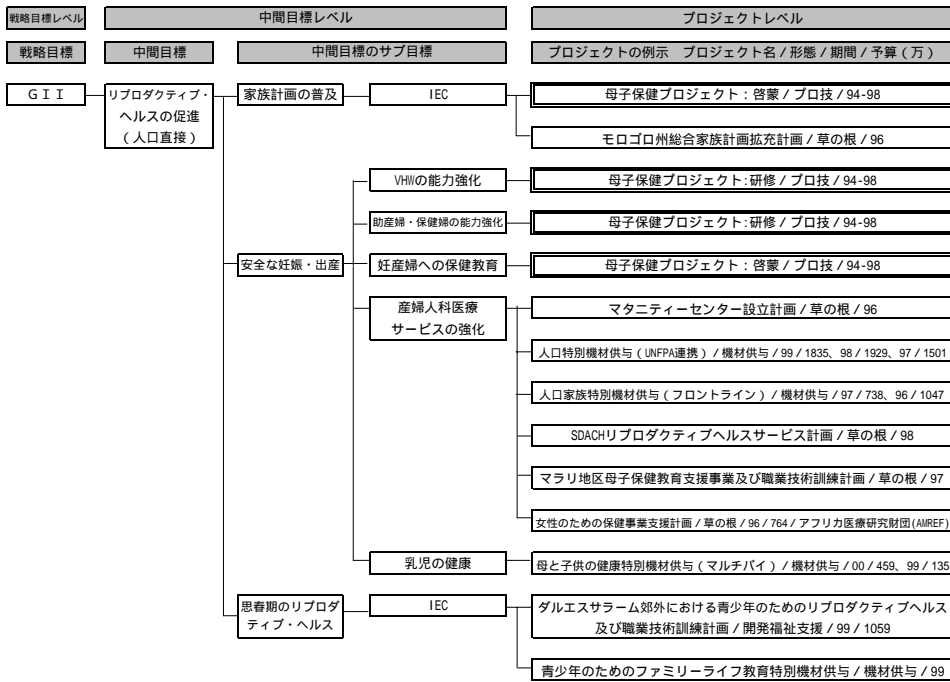 戦略目標レベル 中間目標レベル プロジェクトレベル
戦略目標 中間目標 中間目標のサブ目標 プロジェクトの例示 プロジェクト名/形態/期間/予算(万)
GII
リプロダクティブ・
ヘルスの促進
(人口直接)
家族計画の普及
IEC
母子保健プロジェクト:啓蒙/プロ技/94-98
モロゴロ州総合家族計画拡充計画/草の根/96
安全な妊娠・出産
VHWの能力強化
母子保健プロジェクト:研修/プロ技/94-98
助産婦・保健婦の能力強化
母子保健プロジェクト:研修/プロ技/94-98
妊産婦への保健教育
母子保健プロジェクト:啓蒙/プロ技/94-98
産婦人科医療
サービスの強化
マタニティーセンター設立計画/草の根/96
人口特別機材供与(UNFPA連携)/機材供与/99/1835、98/1929、97/1501
人口家族特別機材供与(フロントライン)/機材供与/97/738、96/1047
SDACHリプロダクティブヘルスサービス計画/草の根/98
マラリ地区母子保健教育支援事業及び職業技術訓練計画/草の根/97
女性のための保健事業支援計画/草の根/96/764/アフリカ医療研究財団(AMREF)
乳児の健康
母と子供の健康特別機材供与(マルチバイ)/機材供与/00/459、99/135
思春期のリプロダ
ティブ・ヘルス
IEC
ダルエスサラーム郊外における青少年のためのリプロダクティブヘルス
及び職業技術訓練計画/開発福祉支援/99/1059
青少年のためのファミリーライフ教育特別機材供与/機材供与/99